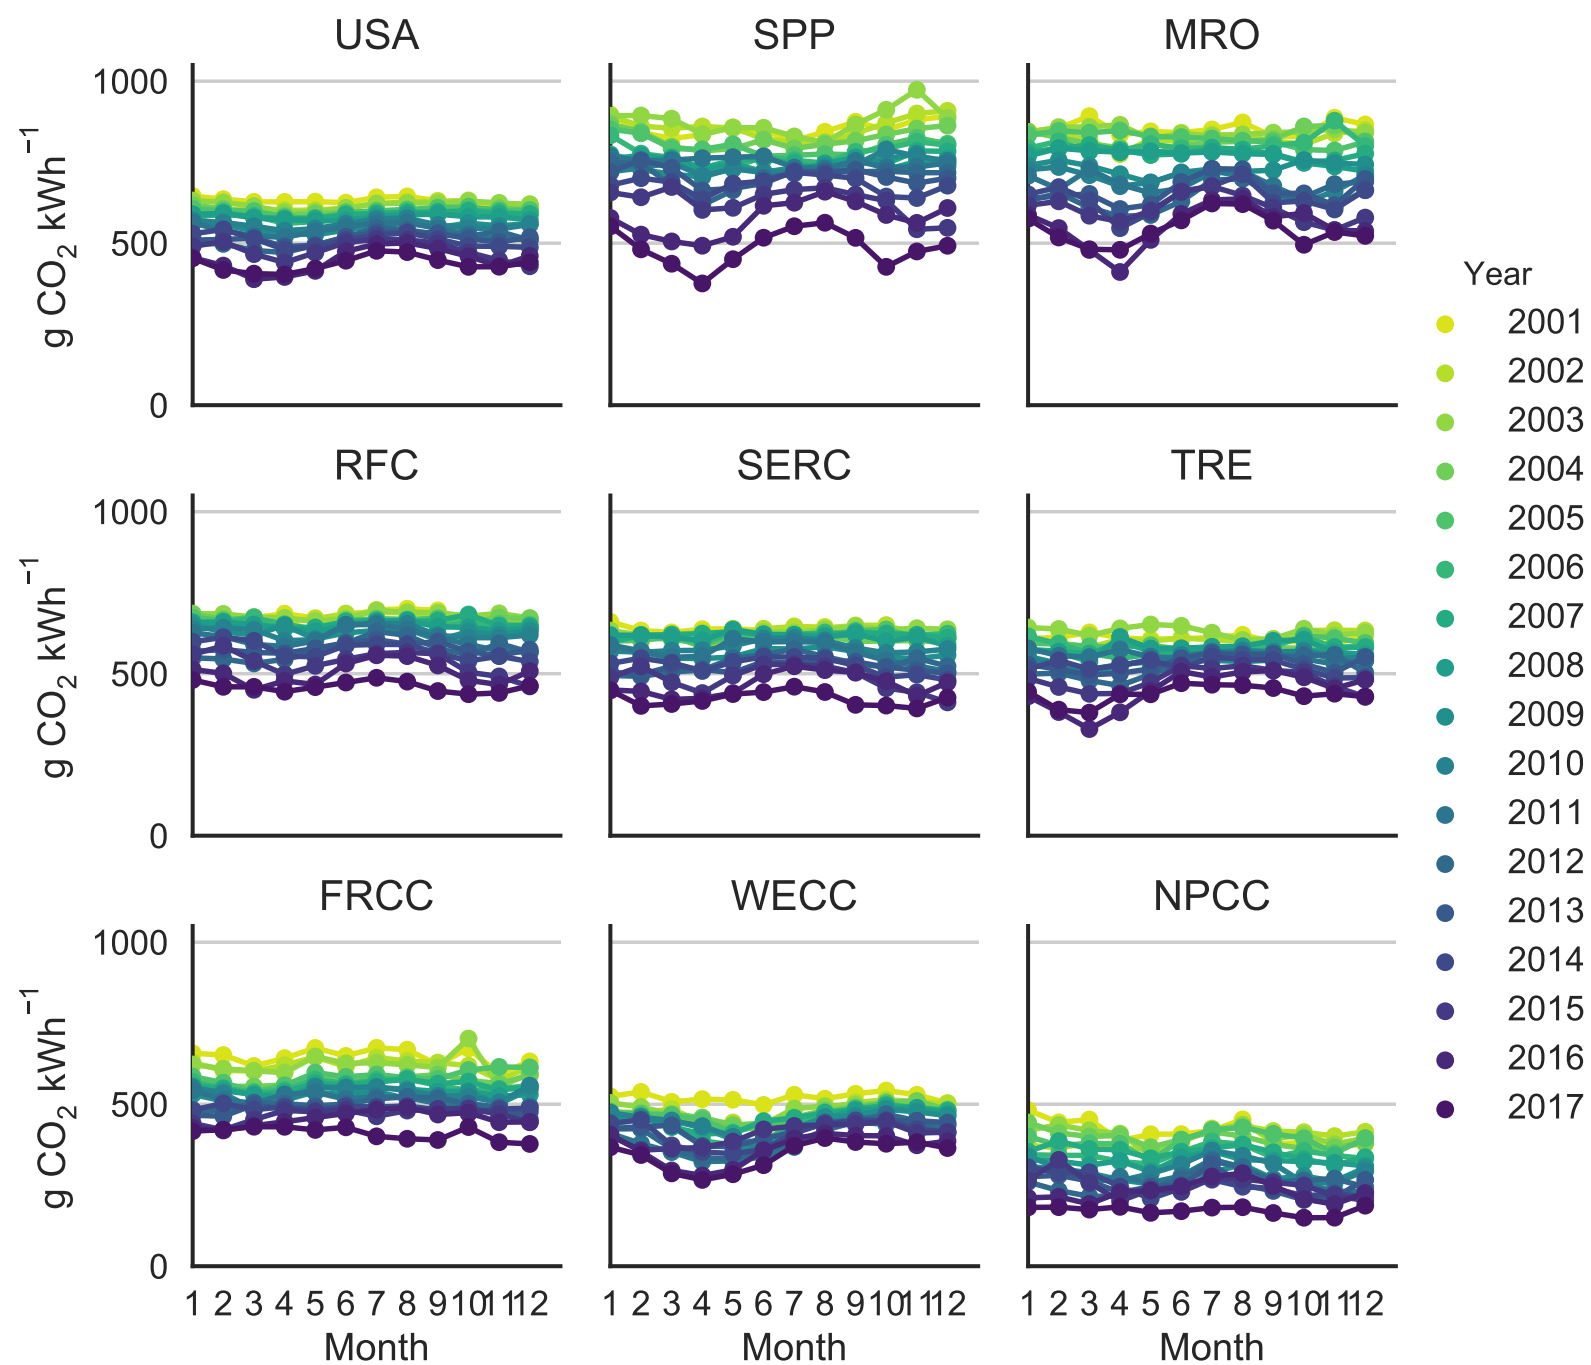 USA SPP MRO
1000
500
0
g CO₂ kWh⁻¹
RFC SERC TRE
1000
500
0
g CO₂ kWh⁻¹
FRCC WECC NPCC
1000
500
0
g CO₂ kWh⁻¹
1 2 3 4 5 6 7 8 9 10 11 12
1 2 3 4 5 6 7 8 9 10 11 12
1 2 3 4 5 6 7 8 9 10 11 12
Month Month Month
Year
2001
2002
2003
2004
2005
2006
2007
2008
2009
2010
2011
2012
2013
2014
2015
2016
2017